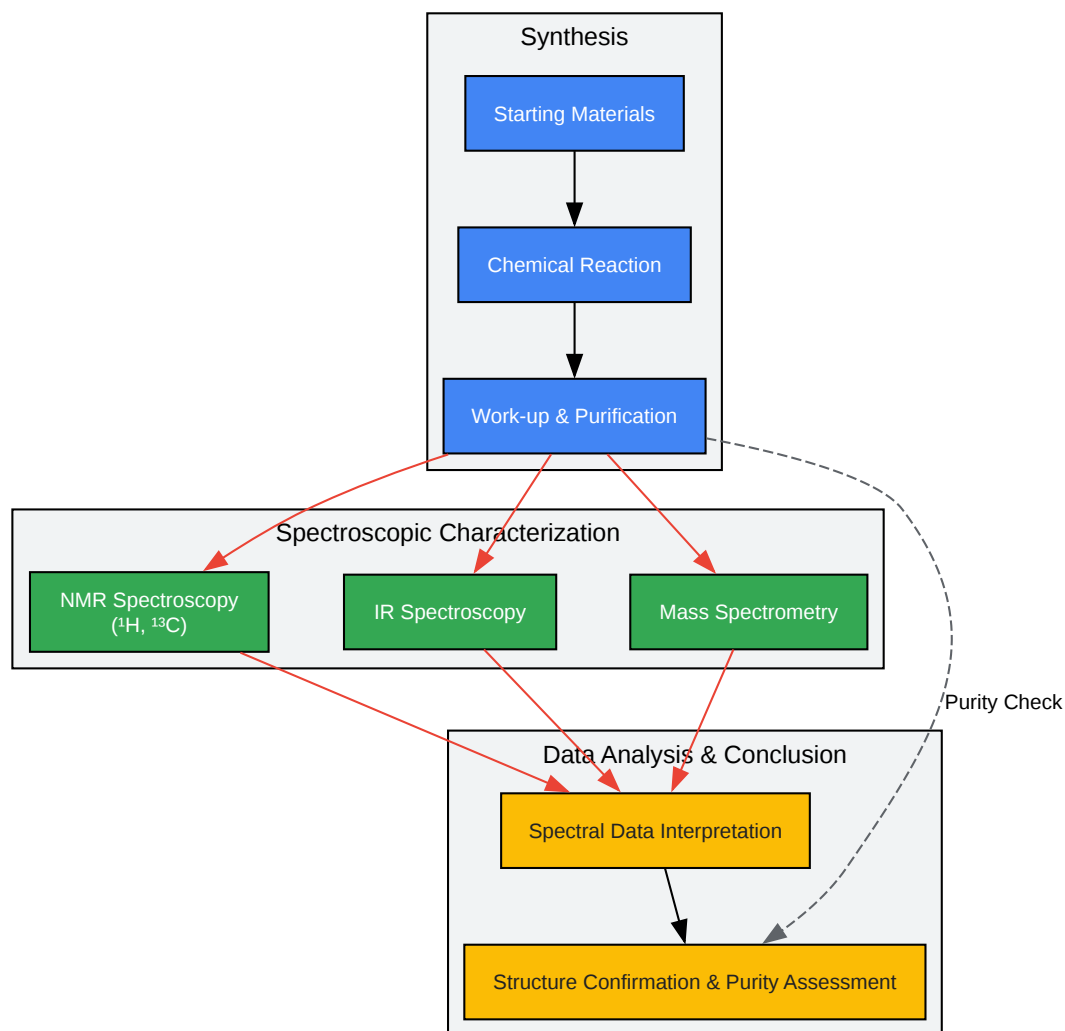 Synthesis
Starting Materials
Chemical Reaction
Work-up & Purification
Spectroscopic Characterization
NMR Spectroscopy
(¹H, ¹³C)
IR Spectroscopy
Mass Spectrometry
Purity Check
Data Analysis & Conclusion
Spectral Data Interpretation
Structure Confirmation & Purity Assessment